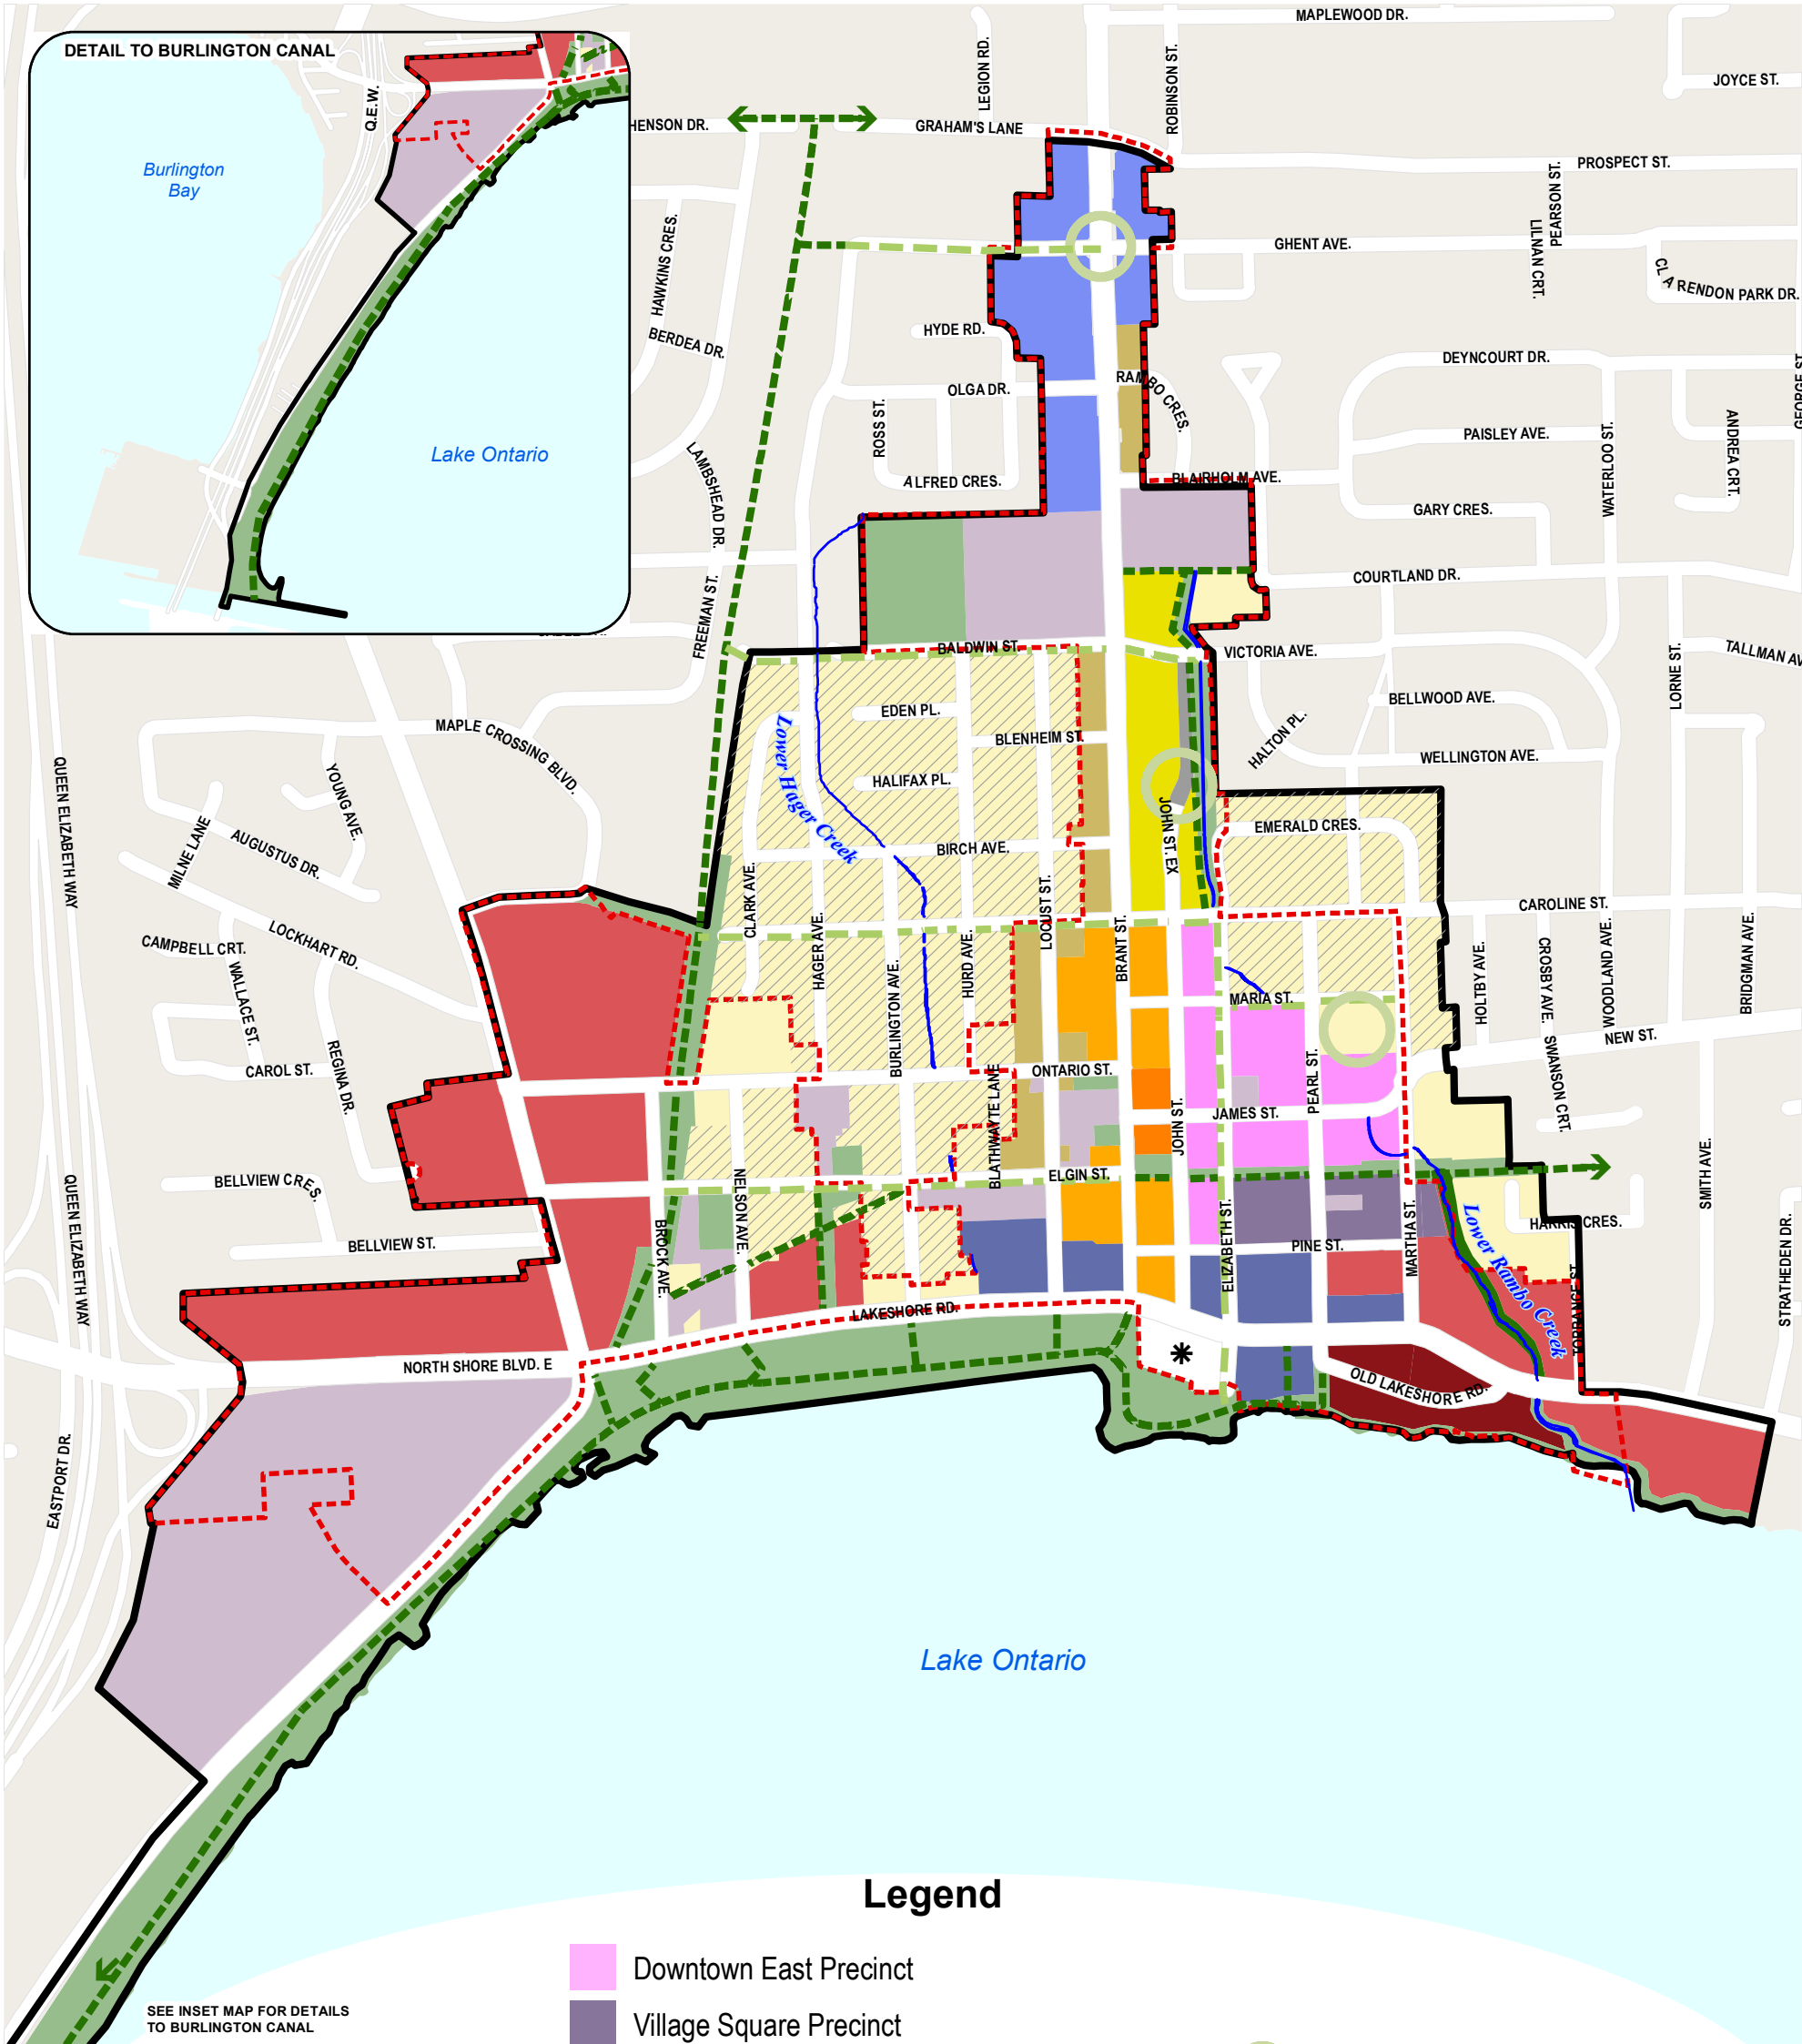 DETAIL TO BURLINGTON CANAL
Q.E.W.
Burlington
Bay
Lake Ontario
MAPLEWOOD DR.
LEGION RD.
ROBINSON ST.
JOYCE ST.
HENSON DR.
GRAHAM'S LANE
PROSPECT ST.
PEARSON ST.
LILNAN CRT.
GHENT AVE.
CLARENDON PARK DR.
HAWKINS CRES.
BERDEA DR.
HYDE RD.
DEYNCOURT DR.
GEORGE ST.
OLGA DR.
RAMBO CRES.
ROSS ST.
PAISLEY AVE.
WATERLOO ST.
ANDREA CRT.
LAMBSHEAD DR.
ALFRED CRES.
BLAIRHOLM AVE.
GARY CRES.
FREEMAN ST.
COURTLAND DR.
BALDWIN ST.
VICTORIA AVE.
LORNE ST.
TALLMAN AV
BELLWOOD AVE.
EDEN PL.
BLENHEIM ST.
HALTON PL.
MAPLE CROSSING BLVD.
Lower Hager Creek
HALIFAX PL.
WELLINGTON AVE.
QUEEN ELIZABETH WAY
YOUNG AVE.
MILNE LANE
AUGUSTUS DR.
JOHN ST. EX
EMERALD CRES.
BIRCH AVE.
CLARK AVE.
LOCUST ST.
CAROLINE ST.
CAMPBELL CRT.
LOCKHART RD.
WALLACE ST.
HAGER AVE.
BURLINGTON AVE.
HURD AVE.
BRANT ST.
HOLTBY AVE.
CROSBY AVE.
WOODLAND AVE.
BRIDGMAN AVE.
MARIA ST.
NEW ST.
CAROL ST.
REGINA DR.
ONTARIO ST.
PEARL ST.
SWANSON CRT.
JAMES ST.
JOHN ST.
BLATHWAYTE LANE
QUEEN ELIZABETH WAY
BELLVIEW CRES.
ELGIN ST.
SMITH AVE.
NELSON AVE.
BROCK AVE.
BELLVIEW ST.
ELIZABETH ST.
PINE ST.
MARTHA ST.
Lower Rambo Creek
HARRIS CRES.
STRATHEDEN DR.
TORRANCE ST.
LAKESHORE RD.
NORTH SHORE BLVD. E
OLD LAKESHORE RD.
EASTPORT DR.
Lake Ontario
Legend
Downtown East Precinct
Village Square Precinct
SEE INSET MAP FOR DETAILS
TO BURLINGTON CANAL